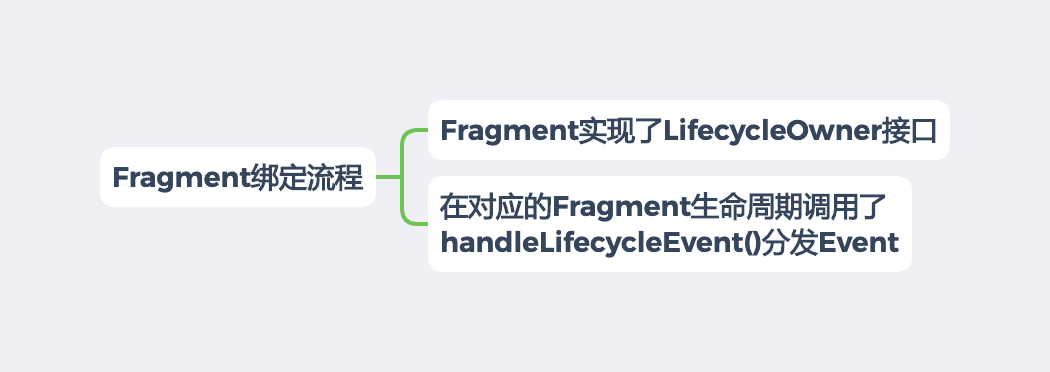 Fragment绑定流程
Fragment实现了LifecycleOwner接口
在对应的Fragment生命周期调用了
handleLifecycleEvent()分发Event